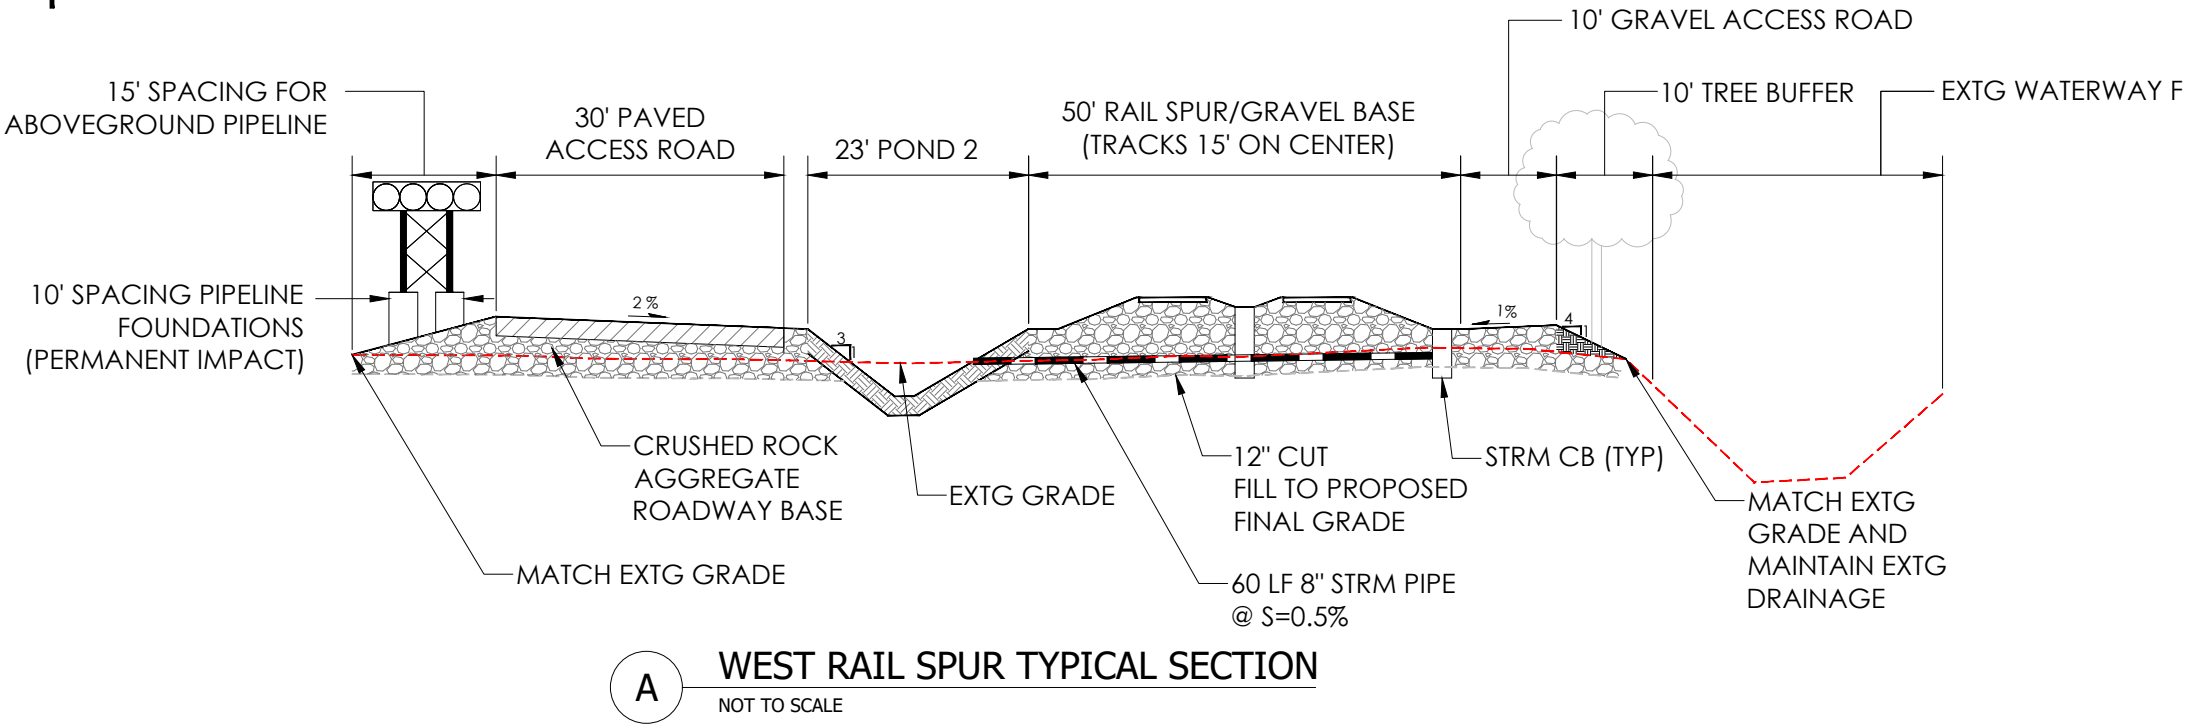 10' GRAVEL ACCESS ROAD
15' SPACING FOR
ABOVEGROUND PIPELINE
30' PAVED
ACCESS ROAD
23' POND 2
50' RAIL SPUR/GRAVEL BASE
(TRACKS 15' ON CENTER)
10' TREE BUFFER
EXTG WATERWAY F
10' SPACING PIPELINE
FOUNDATIONS
(PERMANENT IMPACT)
2%
3
1
1%
4
1
CRUSHED ROCK
AGGREGATE
ROADWAY BASE
EXTG GRADE
12" CUT
FILL TO PROPOSED
FINAL GRADE
STRM CB (TYP)
MATCH EXTG
GRADE AND
MAINTAIN EXTG
DRAINAGE
MATCH EXTG GRADE
60 LF 8" STRM PIPE
@ S=0.5%
A
WEST RAIL SPUR TYPICAL SECTION
NOT TO SCALE